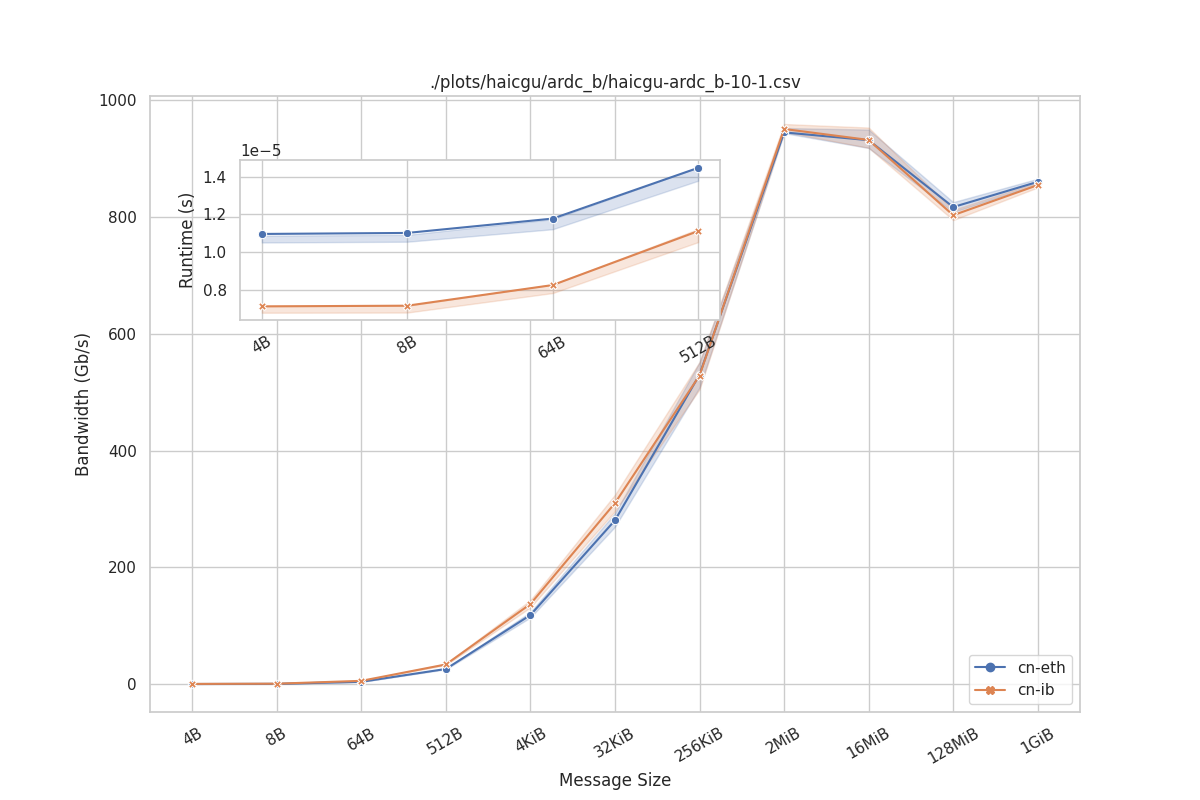 ./plots/haicgu/ardc_b/haicgu-ardc_b-10-1.csv
1000
800
600
400
200
0
Bandwidth (Gb/s)
1e−5
1.4
1.2
1.0
0.8
Runtime (s)
4B 8B 64B 512B
cn-eth
cn-ib
4B 8B 64B 512B 4KiB 32KiB 256KiB 2MiB 16MiB 128MiB 1GiB
Message Size